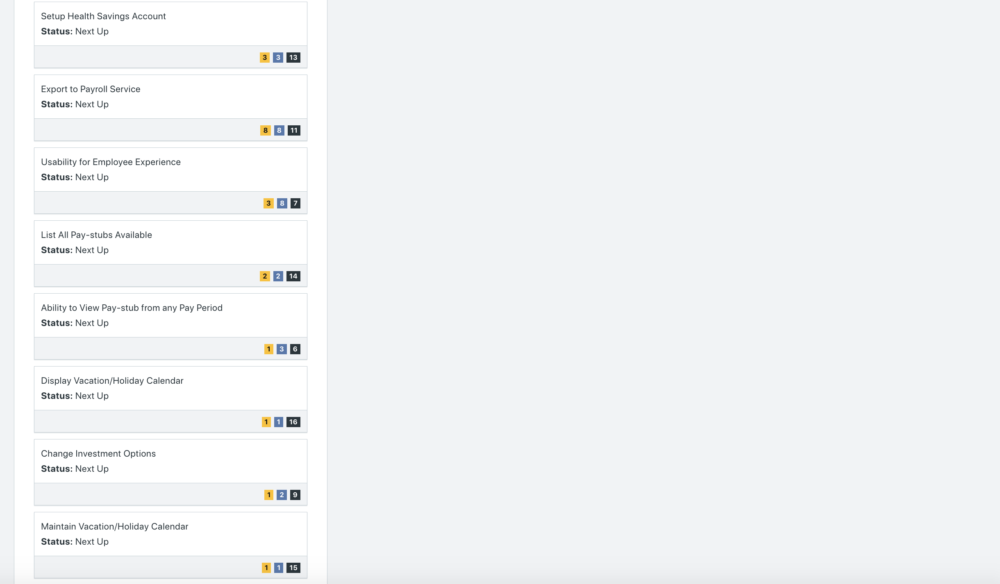 Setup Health Savings Account
Status: Next Up
3 3 13
Export to Payroll Service
Status: Next Up
8 8 11
Usability for Employee Experience
Status: Next Up
3 8 7
List All Pay-stubs Available
Status: Next Up
2 2 14
Ability to View Pay-stub from any Pay Period
Status: Next Up
1 3 6
Display Vacation/Holiday Calendar
Status: Next Up
1 1 16
Change Investment Options
Status: Next Up
1 2 9
Maintain Vacation/Holiday Calendar
Status: Next Up
1 1 15